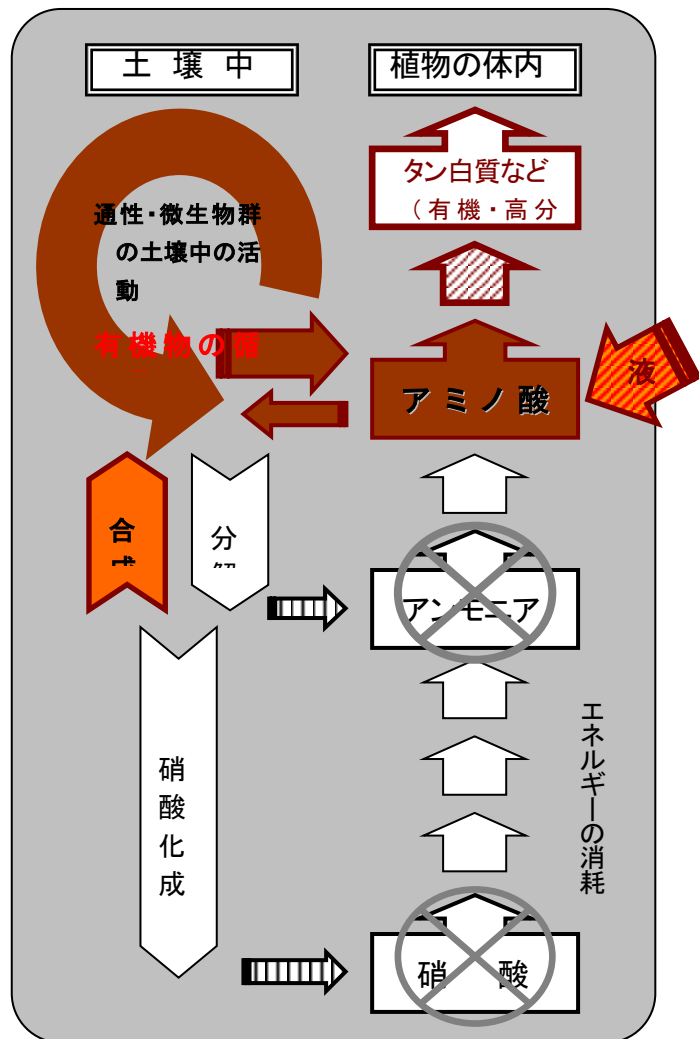 土 壌 中
植物の体内
タン白質など
（有機・高分
通性・微生物群
の土壌中の活
動
有機物の
アミノ酸
液
合
分
アンモニア
エネルギーの消耗
硝酸化成
硝 酸